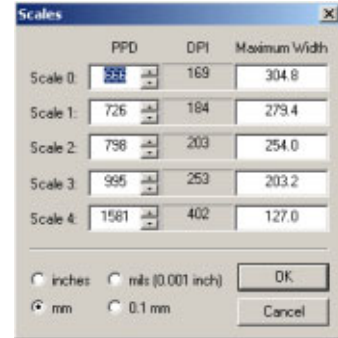 Scales
PPD DPI Maximum Width
Scale 0: 666 169 304.8
Scale 1: 726 184 279.4
Scale 2: 798 203 254.0
Scale 3: 995 253 203.2
Scale 4: 1581 402 127.0
inches mils (0.001 inch) OK
mm 0.1 mm Cancel